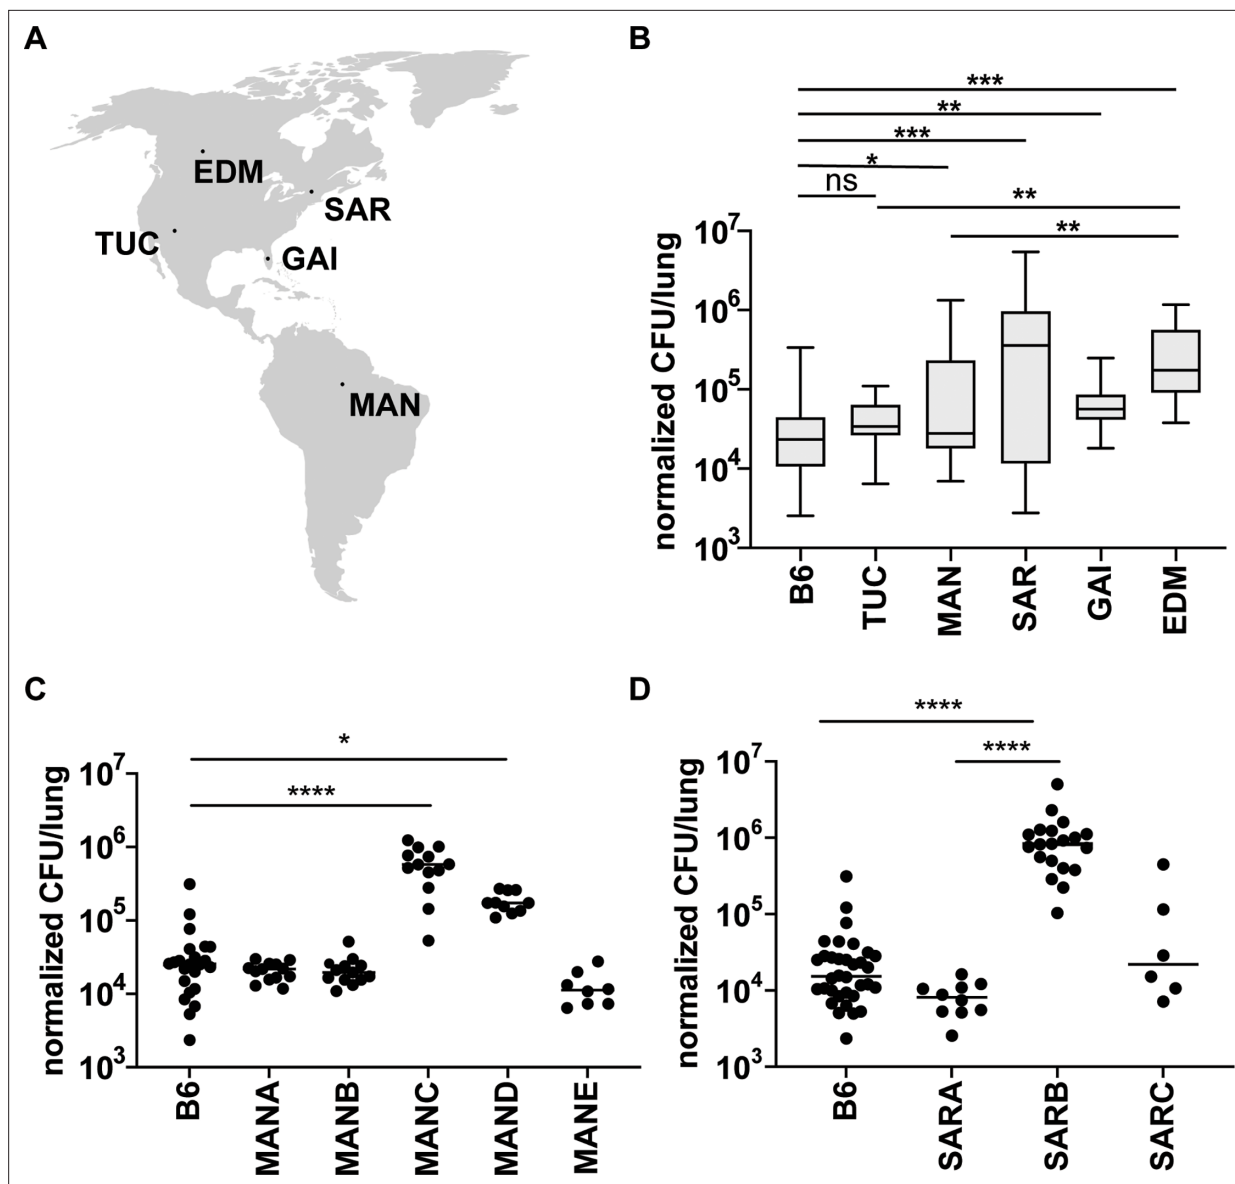 A
EDM
SAR
TUC
GAI
MAN
B
***
**
***
*
ns
**
**
normalized CFU/lung
10^7
10^6
10^5
10^4
10^3
B6
TUC
MAN
SAR
GAI
EDM
C
*
****
normalized CFU/lung
10^7
10^6
10^5
10^4
10^3
B6
MANA
MANB
MANC
MAND
MANE
D
****
****
normalized CFU/lung
10^7
10^6
10^5
10^4
10^3
B6
SARA
SARB
SARC